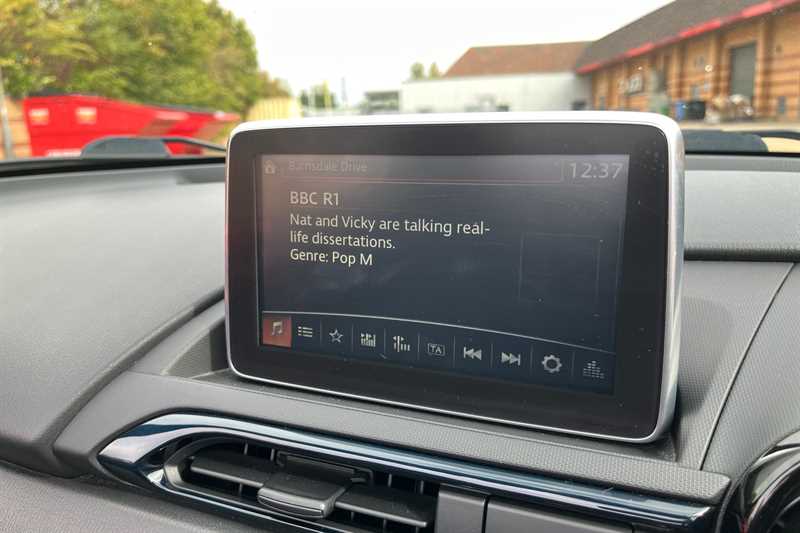 Barnsdale Drive
12:37
BBC R1
Nat and Vicky are talking real-
life dissertations.
Genre: Pop M
TA